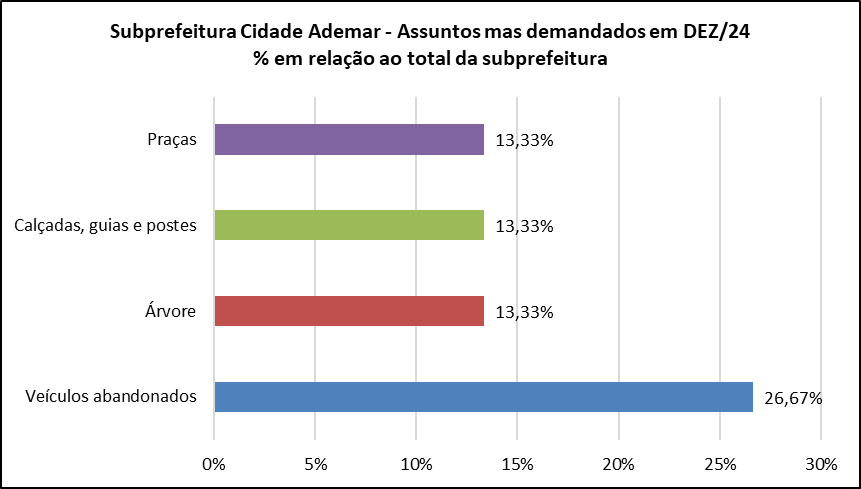 Subprefeitura Cidade Ademar - Assuntos mas demandados em DEZ/24
% em relação ao total da subprefeitura
Praças
13,33%
Calçadas, guias e postes
13,33%
Árvore
13,33%
Veículos abandonados
26,67%
0%
5%
10%
15%
20%
25%
30%